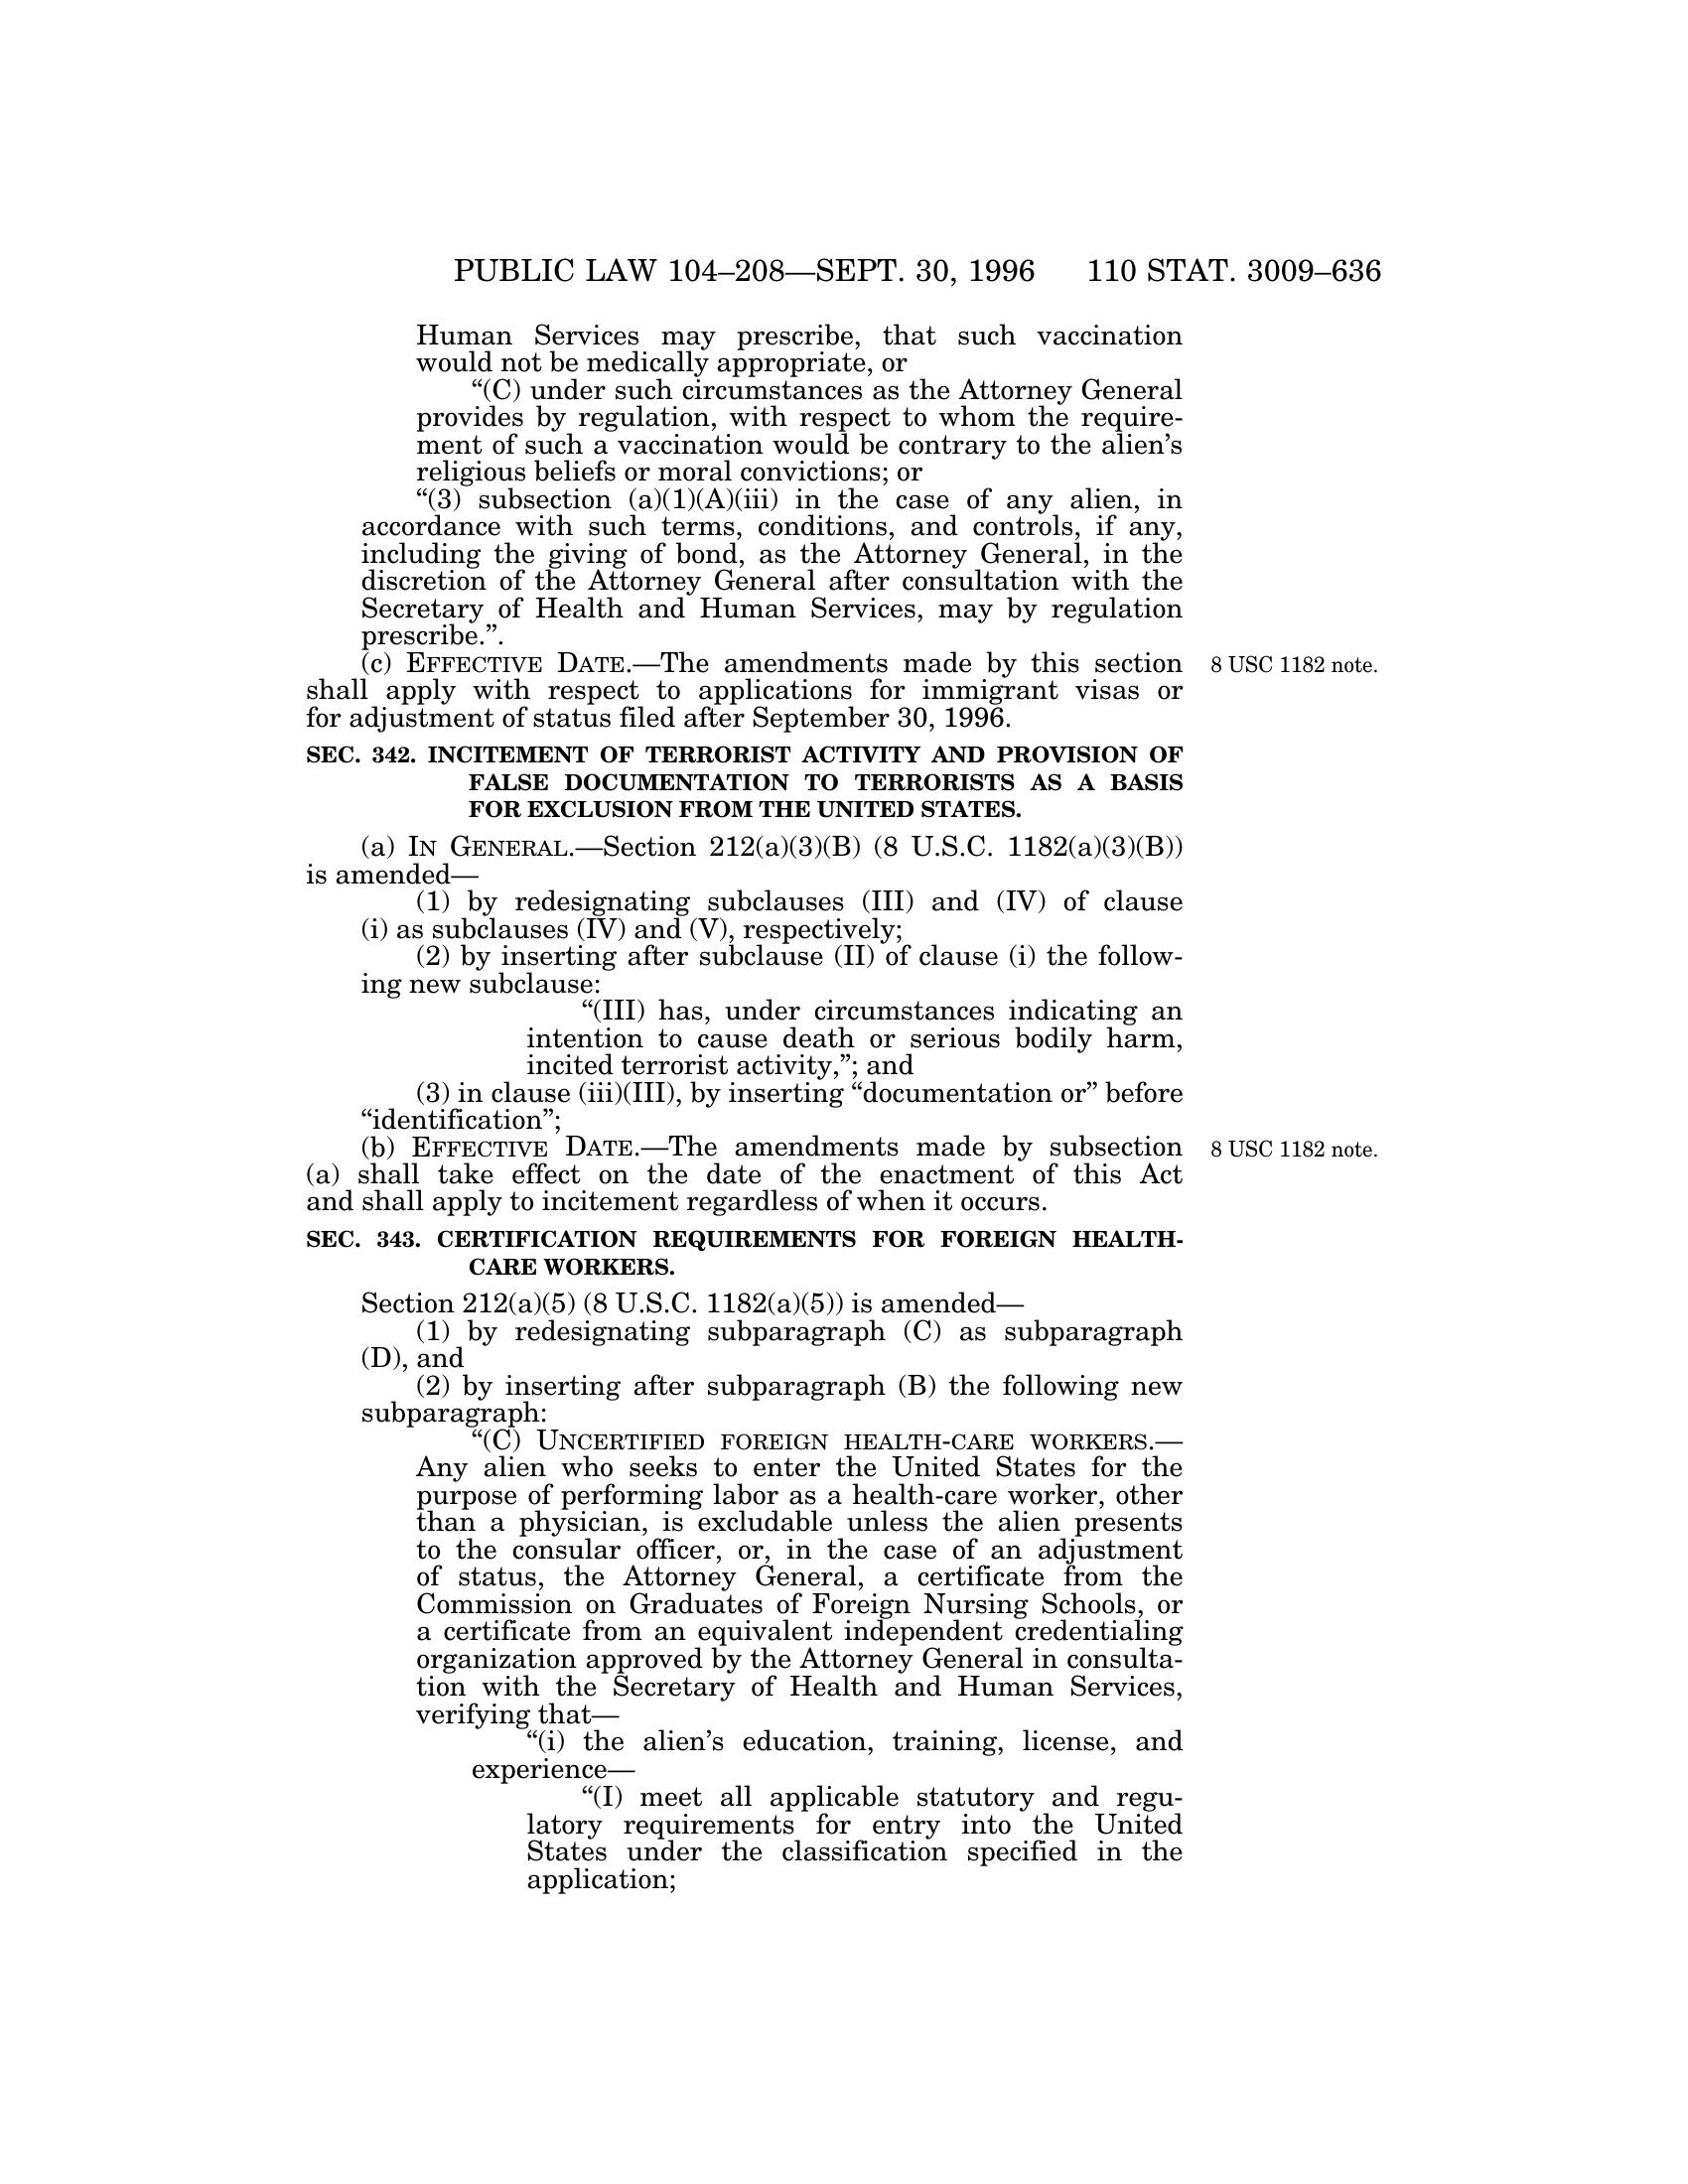 PUBLIC LAW 104–208—SEPT. 30, 1996 110 STAT. 3009–636
Human Services may prescribe, that such vaccination
would not be medically appropriate, or
“(C) under such circumstances as the Attorney General
provides by regulation, with respect to whom the require-
ment of such a vaccination would be contrary to the alien’s
religious beliefs or moral convictions; or
“(3) subsection (a)(1)(A)(iii) in the case of any alien, in
accordance with such terms, conditions, and controls, if any,
including the giving of bond, as the Attorney General, in the
discretion of the Attorney General after consultation with the
Secretary of Health and Human Services, may by regulation
prescribe.”.
(c) EFFECTIVE DATE.—The amendments made by this section
shall apply with respect to applications for immigrant visas or
for adjustment of status filed after September 30, 1996.
8 USC 1182 note.
SEC. 342. INCITEMENT OF TERRORIST ACTIVITY AND PROVISION OF
FALSE DOCUMENTATION TO TERRORISTS AS A BASIS
FOR EXCLUSION FROM THE UNITED STATES.
(a) IN GENERAL.—Section 212(a)(3)(B) (8 U.S.C. 1182(a)(3)(B))
is amended—
(1) by redesignating subclauses (III) and (IV) of clause
(i) as subclauses (IV) and (V), respectively;
(2) by inserting after subclause (II) of clause (i) the follow-
ing new subclause:
“(III) has, under circumstances indicating an
intention to cause death or serious bodily harm,
incited terrorist activity,”; and
(3) in clause (iii)(III), by inserting “documentation or” before
“identification”;
(b) EFFECTIVE DATE.—The amendments made by subsection
(a) shall take effect on the date of the enactment of this Act
and shall apply to incitement regardless of when it occurs.
8 USC 1182 note.
SEC. 343. CERTIFICATION REQUIREMENTS FOR FOREIGN HEALTH-
CARE WORKERS.
Section 212(a)(5) (8 U.S.C. 1182(a)(5)) is amended—
(1) by redesignating subparagraph (C) as subparagraph
(D), and
(2) by inserting after subparagraph (B) the following new
subparagraph:
“(C) UNCERTIFIED FOREIGN HEALTH-CARE WORKERS.—
Any alien who seeks to enter the United States for the
purpose of performing labor as a health-care worker, other
than a physician, is excludable unless the alien presents
to the consular officer, or, in the case of an adjustment
of status, the Attorney General, a certificate from the
Commission on Graduates of Foreign Nursing Schools, or
a certificate from an equivalent independent credentialing
organization approved by the Attorney General in consulta-
tion with the Secretary of Health and Human Services,
verifying that—
“(i) the alien’s education, training, license, and
experience—
“(I) meet all applicable statutory and regu-
latory requirements for entry into the United
States under the classification specified in the
application;